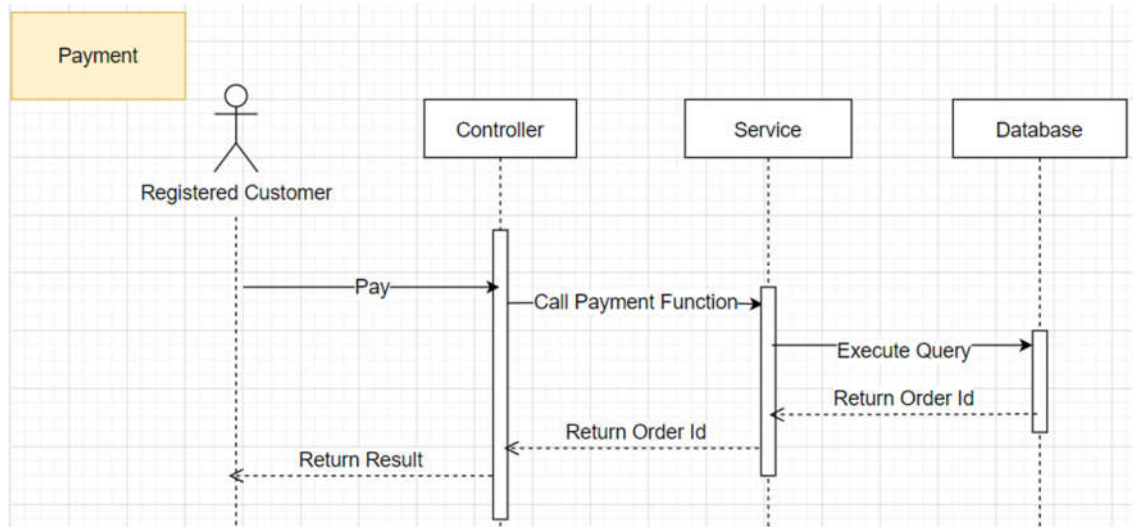 Payment
Controller
Service
Database
Registered Customer
Pay
Call Payment Function
Execute Query
Return Order Id
Return Order Id
Return Result